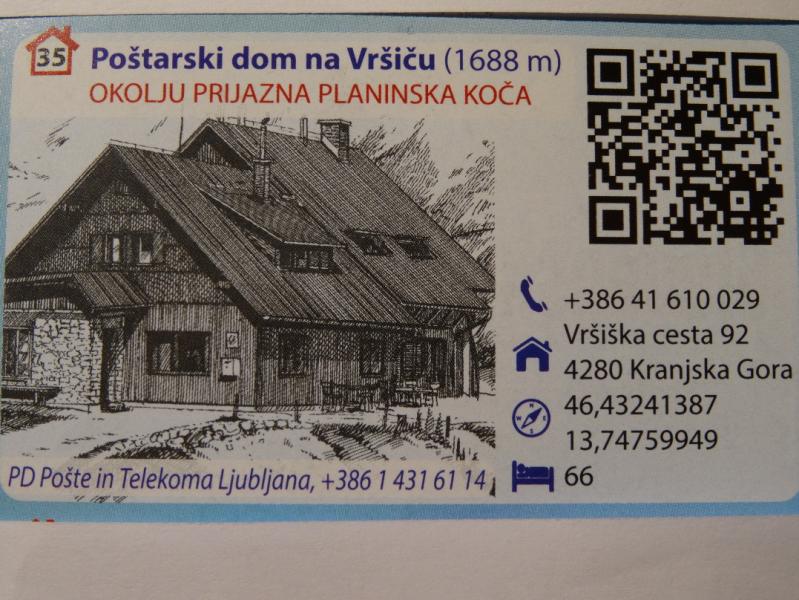 35
Poštarski dom na Vršiču (1688 m)
OKOLJU PRIJAZNA PLANINSKA KOČA
+386 41 610 029
Vršiška cesta 92
4280 Kranjska Gora
46,43241387
13,74759949
66
PD Pošte in Telekoma Ljubljana, +386 1 431 61 14